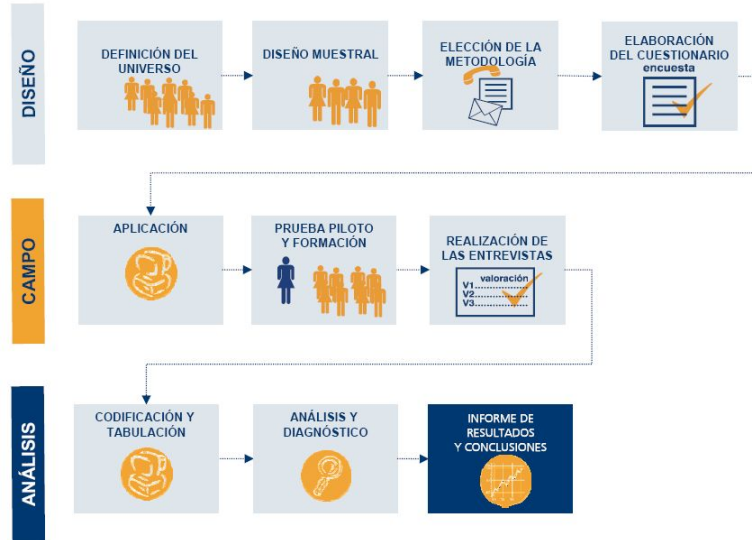 DISEÑO
DEFINICIÓN DEL
UNIVERSO
DISEÑO MUESTRAL
ELECCIÓN DE LA
METODOLOGÍA
ELABORACIÓN
DEL CUESTIONARIO
encuesta
CAMPO
APLICACIÓN
PRUEBA PILOTO
Y FORMACIÓN
REALIZACIÓN DE
LAS ENTREVISTAS
valoración
V1..................
V2..................
V3..................
ANÁLISIS
CODIFICACIÓN Y
TABULACIÓN
ANÁLISIS Y
DIAGNÓSTICO
INFORME DE
RESULTADOS
Y CONCLUSIONES